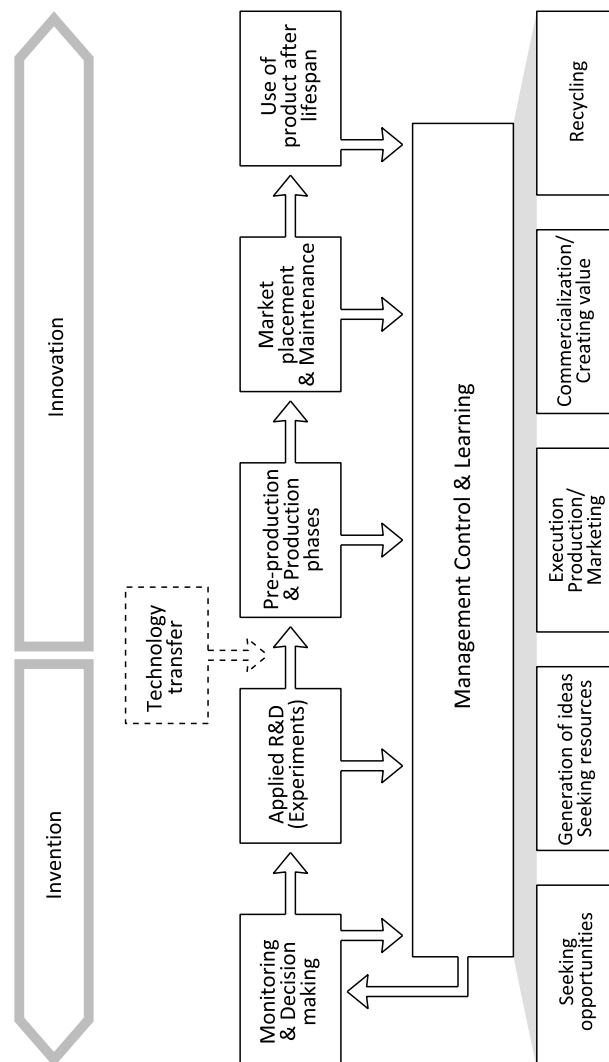 Invention
Innovation
Technology
transfer
Monitoring
& Decision
making
Applied R&D
(Experiments)
Pre-production
& Production
phases
Market
placement
& Maintenance
Use of
product after
lifespan
Management Control & Learning
Seeking
opportunities
Generation of ideas
Seeking resources
Execution
Production/
Marketing
Commercialization/
Creating value
Recycling